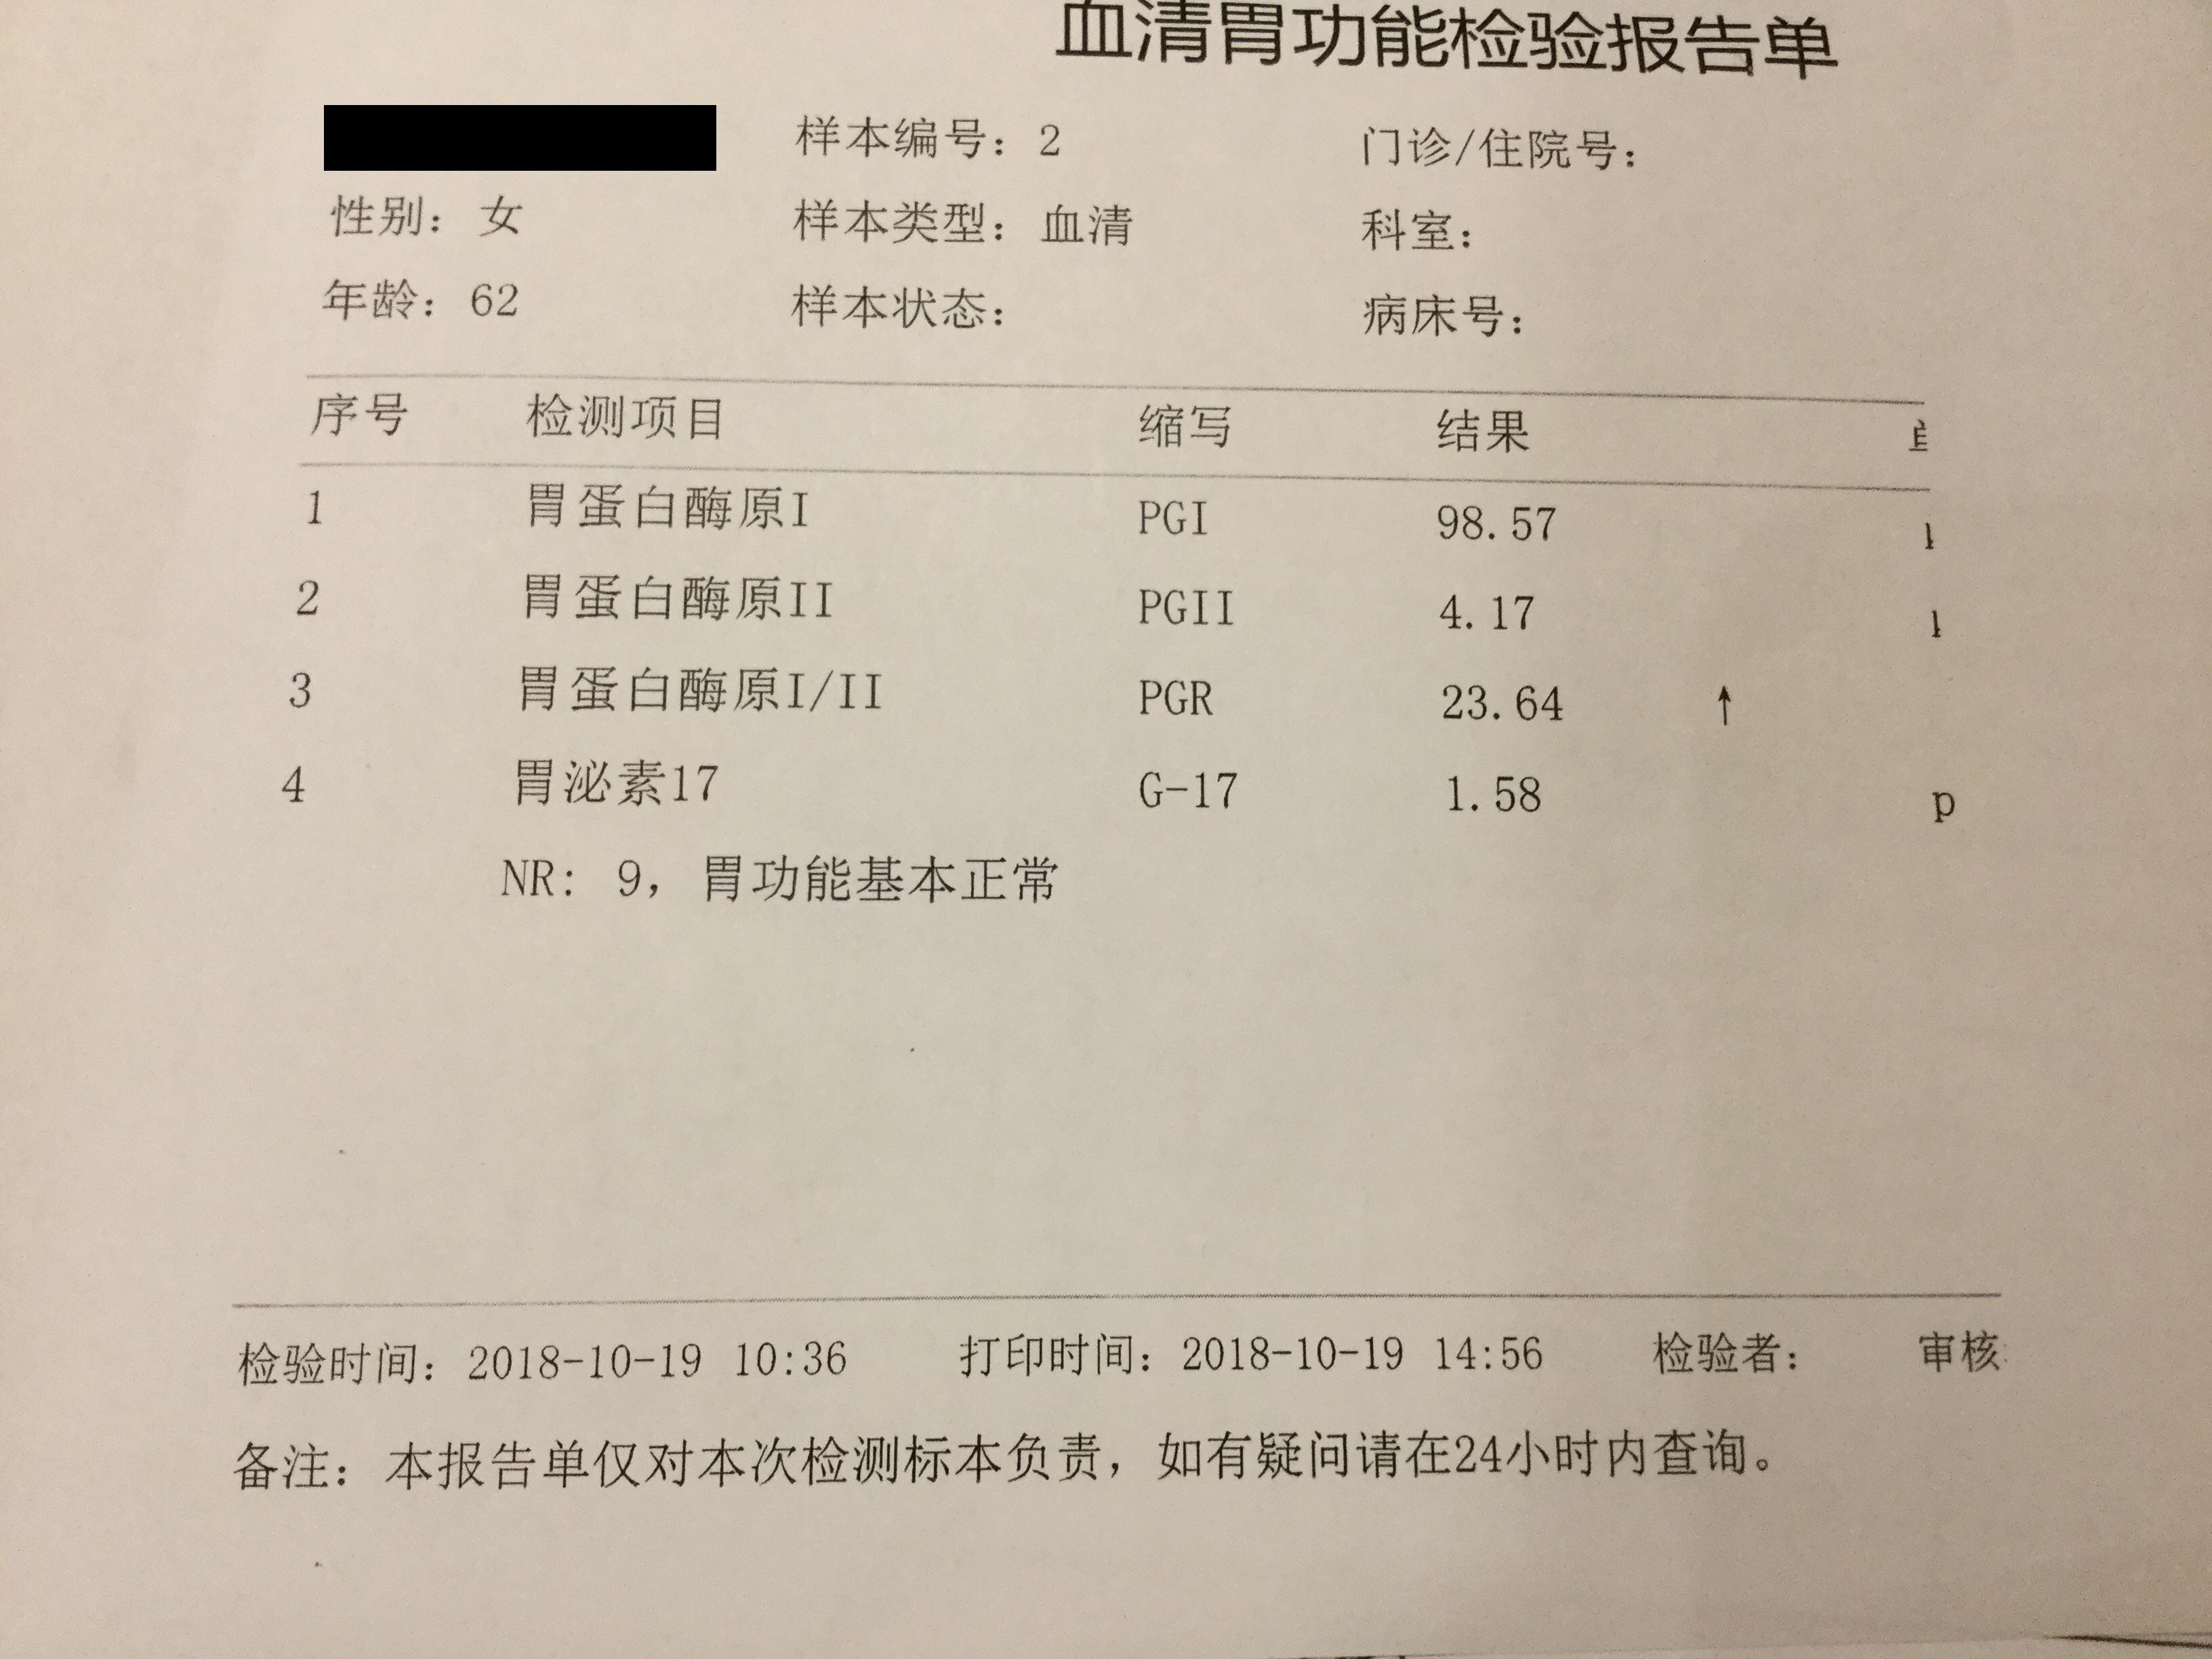 血清胃功能检验报告单
样本编号：2 门诊/住院号：
性别：女 样本类型：血清 科室：
年龄：62 样本状态： 病床号：
序号 检测项目 缩写 结果
1 胃蛋白酶原I PGI 98.57
2 胃蛋白酶原II PGII 4.17
3 胃蛋白酶原I/II PGR 23.64 ↑
4 胃泌素17 G-17 1.58 p
NR: 9，胃功能基本正常
检验时间：2018-10-19 10:36 打印时间：2018-10-19 14:56 检验者： 审核
备注：本报告单仅对本次检测标本负责，如有疑问请在24小时内查询。